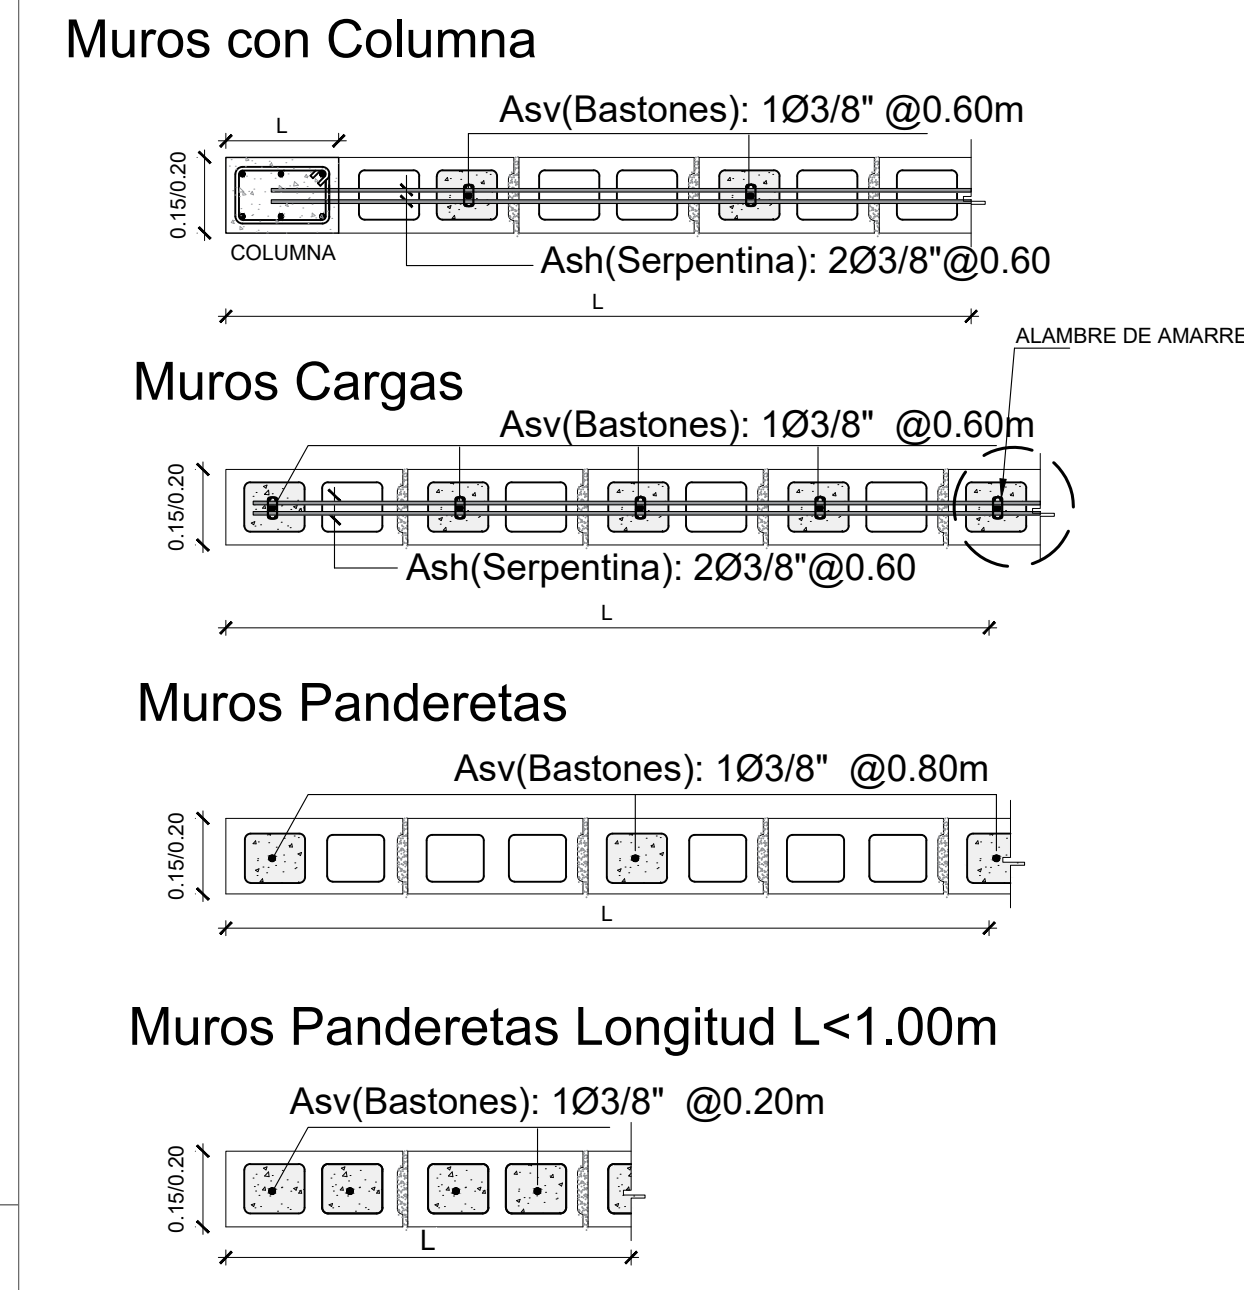 Muros con Columna
Asv(Bastones): 1Ø3/8" @0.60m
L
0.15/0.20
COLUMNA
Ash(Serpentina): 2Ø3/8"@0.60
L
ALAMBRE DE AMARRE
Muros Cargas
Asv(Bastones): 1Ø3/8" @0.60m
0.15/0.20
Ash(Serpentina): 2Ø3/8"@0.60
L
Muros Panderetas
Asv(Bastones): 1Ø3/8" @0.80m
0.15/0.20
L
Muros Panderetas Longitud L<1.00m
Asv(Bastones): 1Ø3/8" @0.20m
0.15/0.20
L